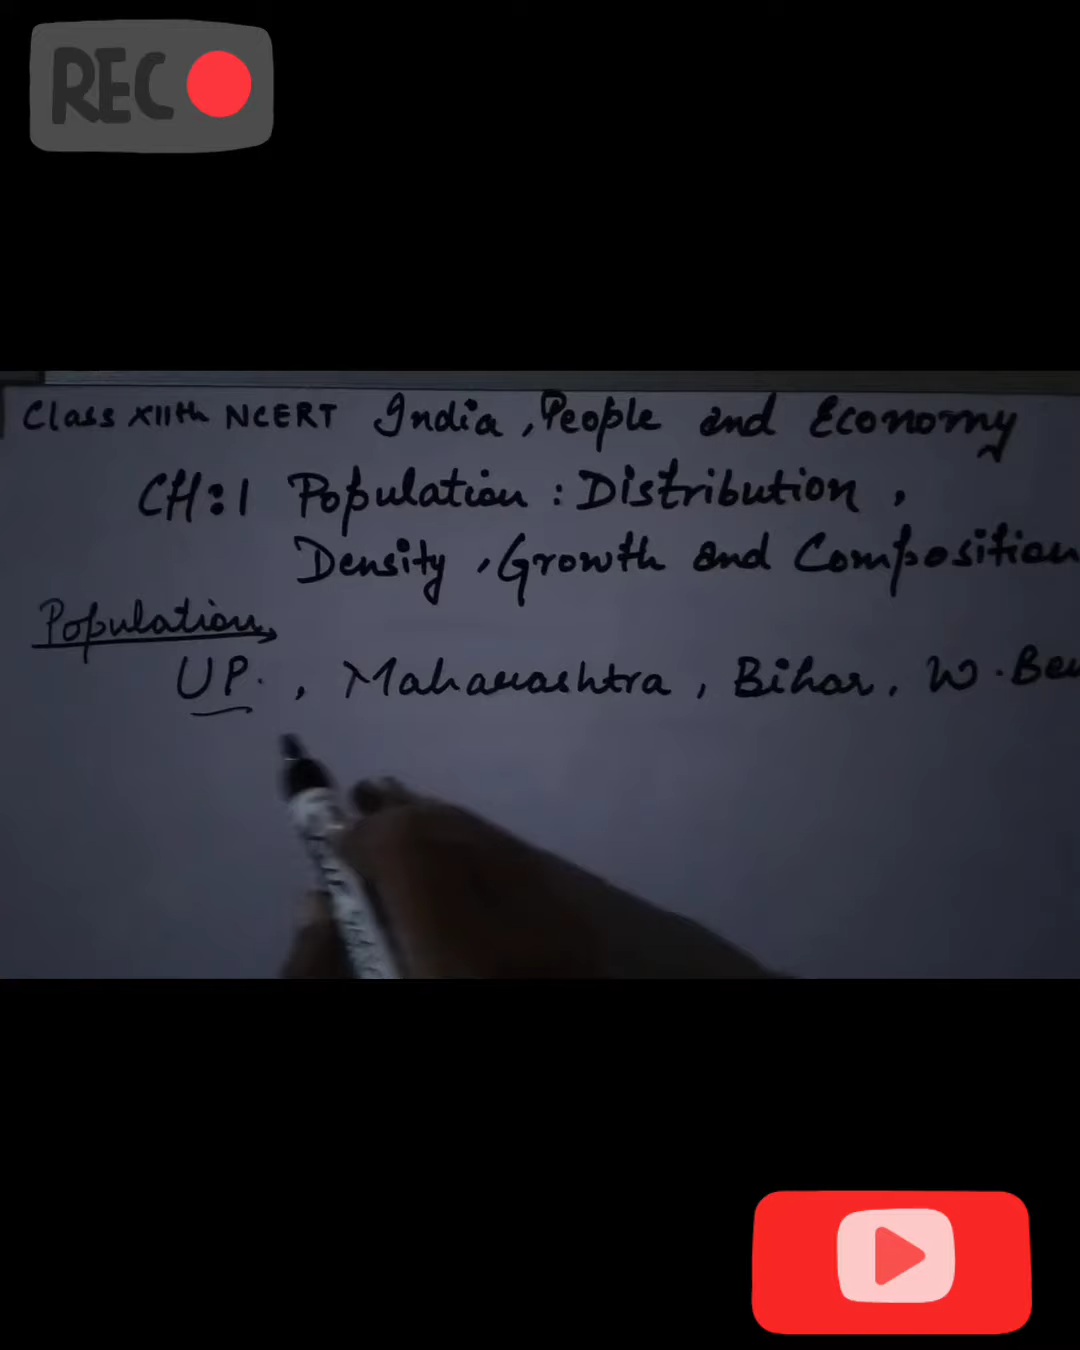 REC
Class XIIth NCERT India, People and Economy
CH:1 Population : Distribution,
Density, Growth and Composition
Population
UP. , Maharashtra, Bihar, W. Ben